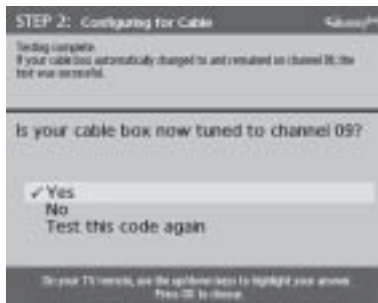 STEP 2: Configuring for Cable
Testing complete.
If your cable box automatically changed to and remained on channel 09, the
test was successful.
Is your cable box now tuned to channel 09?
✓ Yes
No
Test this code again
On your TV remote, use the up/down keys to highlight your answer.
Press OK to choose.